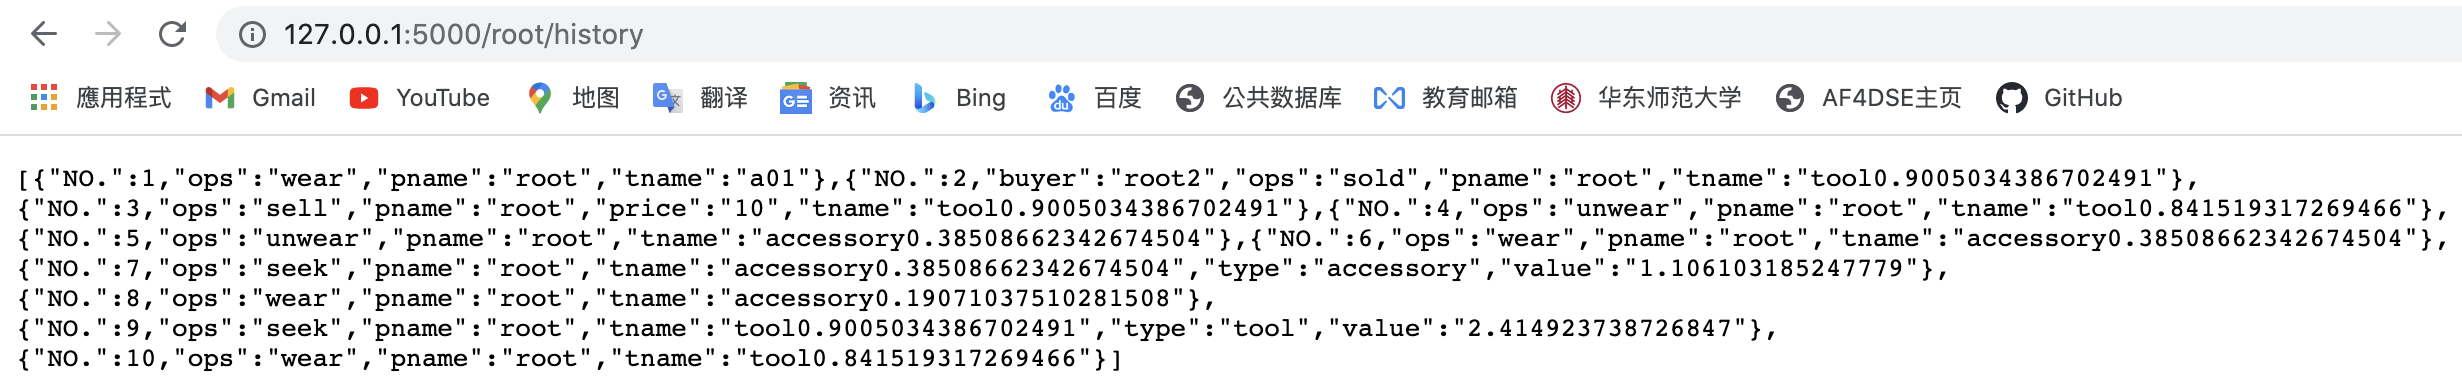 127.0.0.1:5000/root/history
應用程式 Gmail YouTube 地图 翻译 资讯 Bing 百度 公共数据库 教育邮箱 华东师范大学 AF4DSE主页 GitHub
[{"NO.":1,"ops":"wear","pname":"root","tname":"a01"},{"NO.":2,"buyer":"root2","ops":"sold","pname":"root","tname":"tool0.9005034386702491"},
{"NO.":3,"ops":"sell","pname":"root","price":"10","tname":"tool0.9005034386702491"},{"NO.":4,"ops":"unwear","pname":"root","tname":"tool0.841519317269466"},
{"NO.":5,"ops":"unwear","pname":"root","tname":"accessory0.38508662342674504"},{"NO.":6,"ops":"wear","pname":"root","tname":"accessory0.38508662342674504"},
{"NO.":7,"ops":"seek","pname":"root","tname":"accessory0.38508662342674504","type":"accessory","value":"1.106103185247779"},
{"NO.":8,"ops":"wear","pname":"root","tname":"accessory0.19071037510281508"},
{"NO.":9,"ops":"seek","pname":"root","tname":"tool0.9005034386702491","type":"tool","value":"2.414923738726847"},
{"NO.":10,"ops":"wear","pname":"root","tname":"tool0.841519317269466"}]